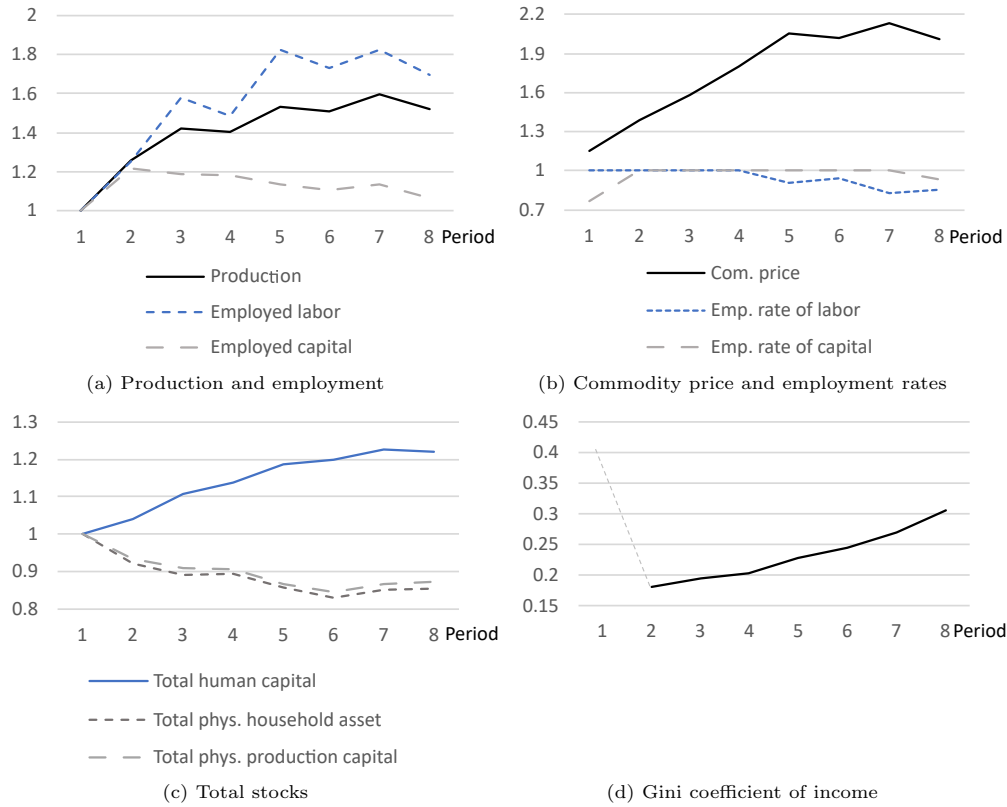 2
1.8
1.6
1.4
1.2
1
1 2 3 4 5 6 7 8 Period
Production
Employed labor
Employed capital
(a) Production and employment
2.2
1.9
1.6
1.3
1
0.7
1 2 3 4 5 6 7 8 Period
Com. price
Emp. rate of labor
Emp. rate of capital
(b) Commodity price and employment rates
1.3
1.2
1.1
1
0.9
0.8
1 2 3 4 5 6 7 8 Period
Total human capital
Total phys. household asset
Total phys. production capital
(c) Total stocks
0.45
0.4
0.35
0.3
0.25
0.2
0.15
1 2 3 4 5 6 7 8 Period
(d) Gini coefficient of income